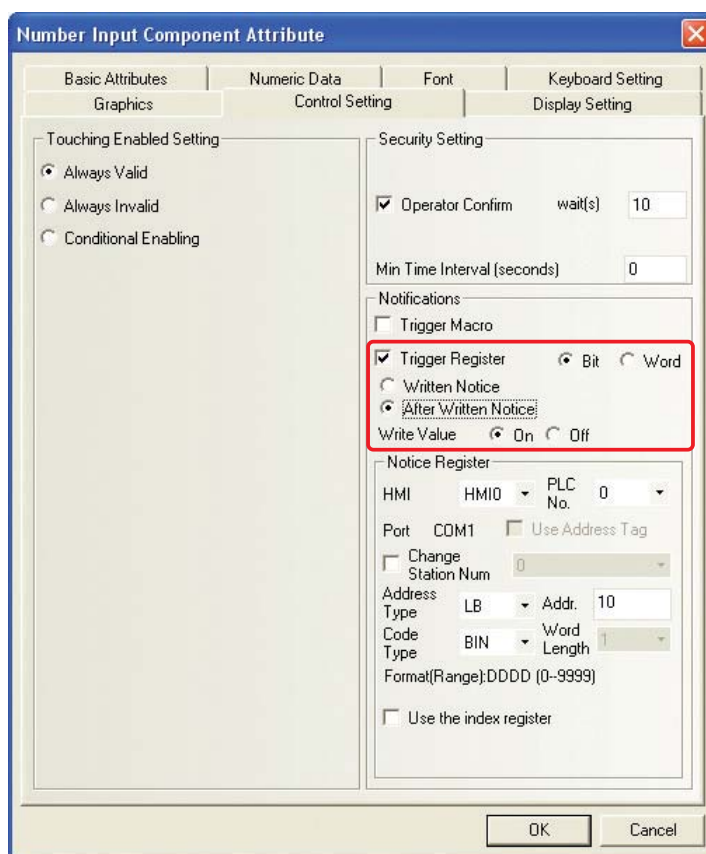 Number Input Component Attribute
Basic Attributes Numeric Data Font Keyboard Setting
Graphics Control Setting Display Setting
Touching Enabled Setting
Always Valid
Always Invalid
Conditional Enabling
Security Setting
Operator Confirm wait(s) 10
Min Time Interval (seconds) 0
Notifications
Trigger Macro
Trigger Register Bit Word
Written Notice
After Written Notice
Write Value On Off
Notice Register
HMI HMI0 PLC No. 0
Port COM1 Use Address Tag
Change Station Num 0
Address Type LB Addr. 10
Code Type BIN Word Length 1
Format(Range):DDDD (0--9999)
Use the index register
OK Cancel